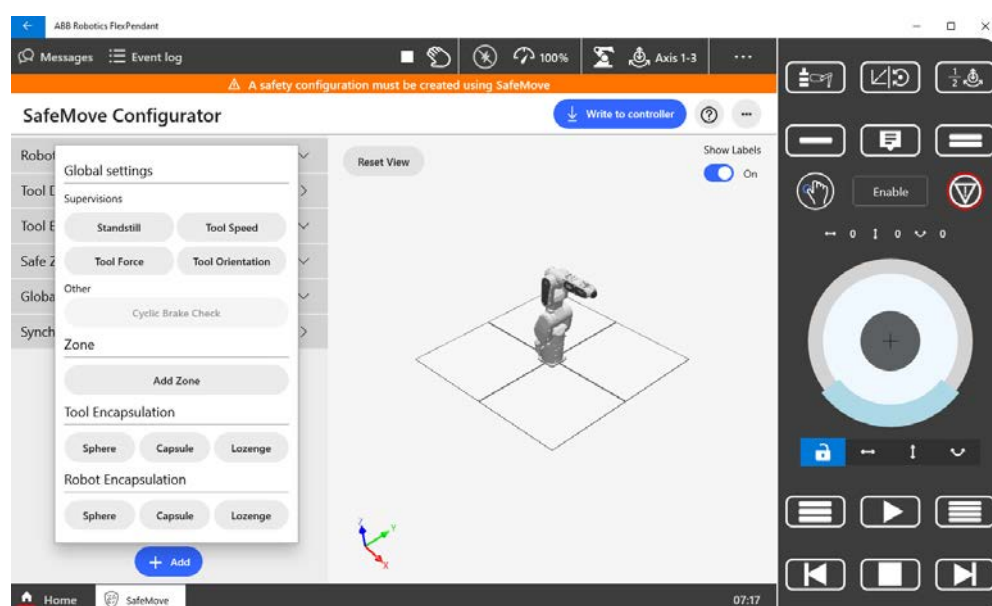 ABB Robotics FlexPendant
Messages Event log 100% Axis 1-3 ...
A safety configuration must be created using SafeMove
SafeMove Configurator Write to controller ? ...
Robot
Tool D
Tool E
Safe Z
Globa
Synch
Global settings
Supervisions
Standstill Tool Speed
Tool Force Tool Orientation
Other
Cyclic Brake Check
Zone
Add Zone
Tool Encapsulation
Sphere Capsule Lozenge
Robot Encapsulation
Sphere Capsule Lozenge
+ Add
Reset View
Show Labels
On
Z
Y
X
Home SafeMove 07:17
1
2
Enable
0 0 0